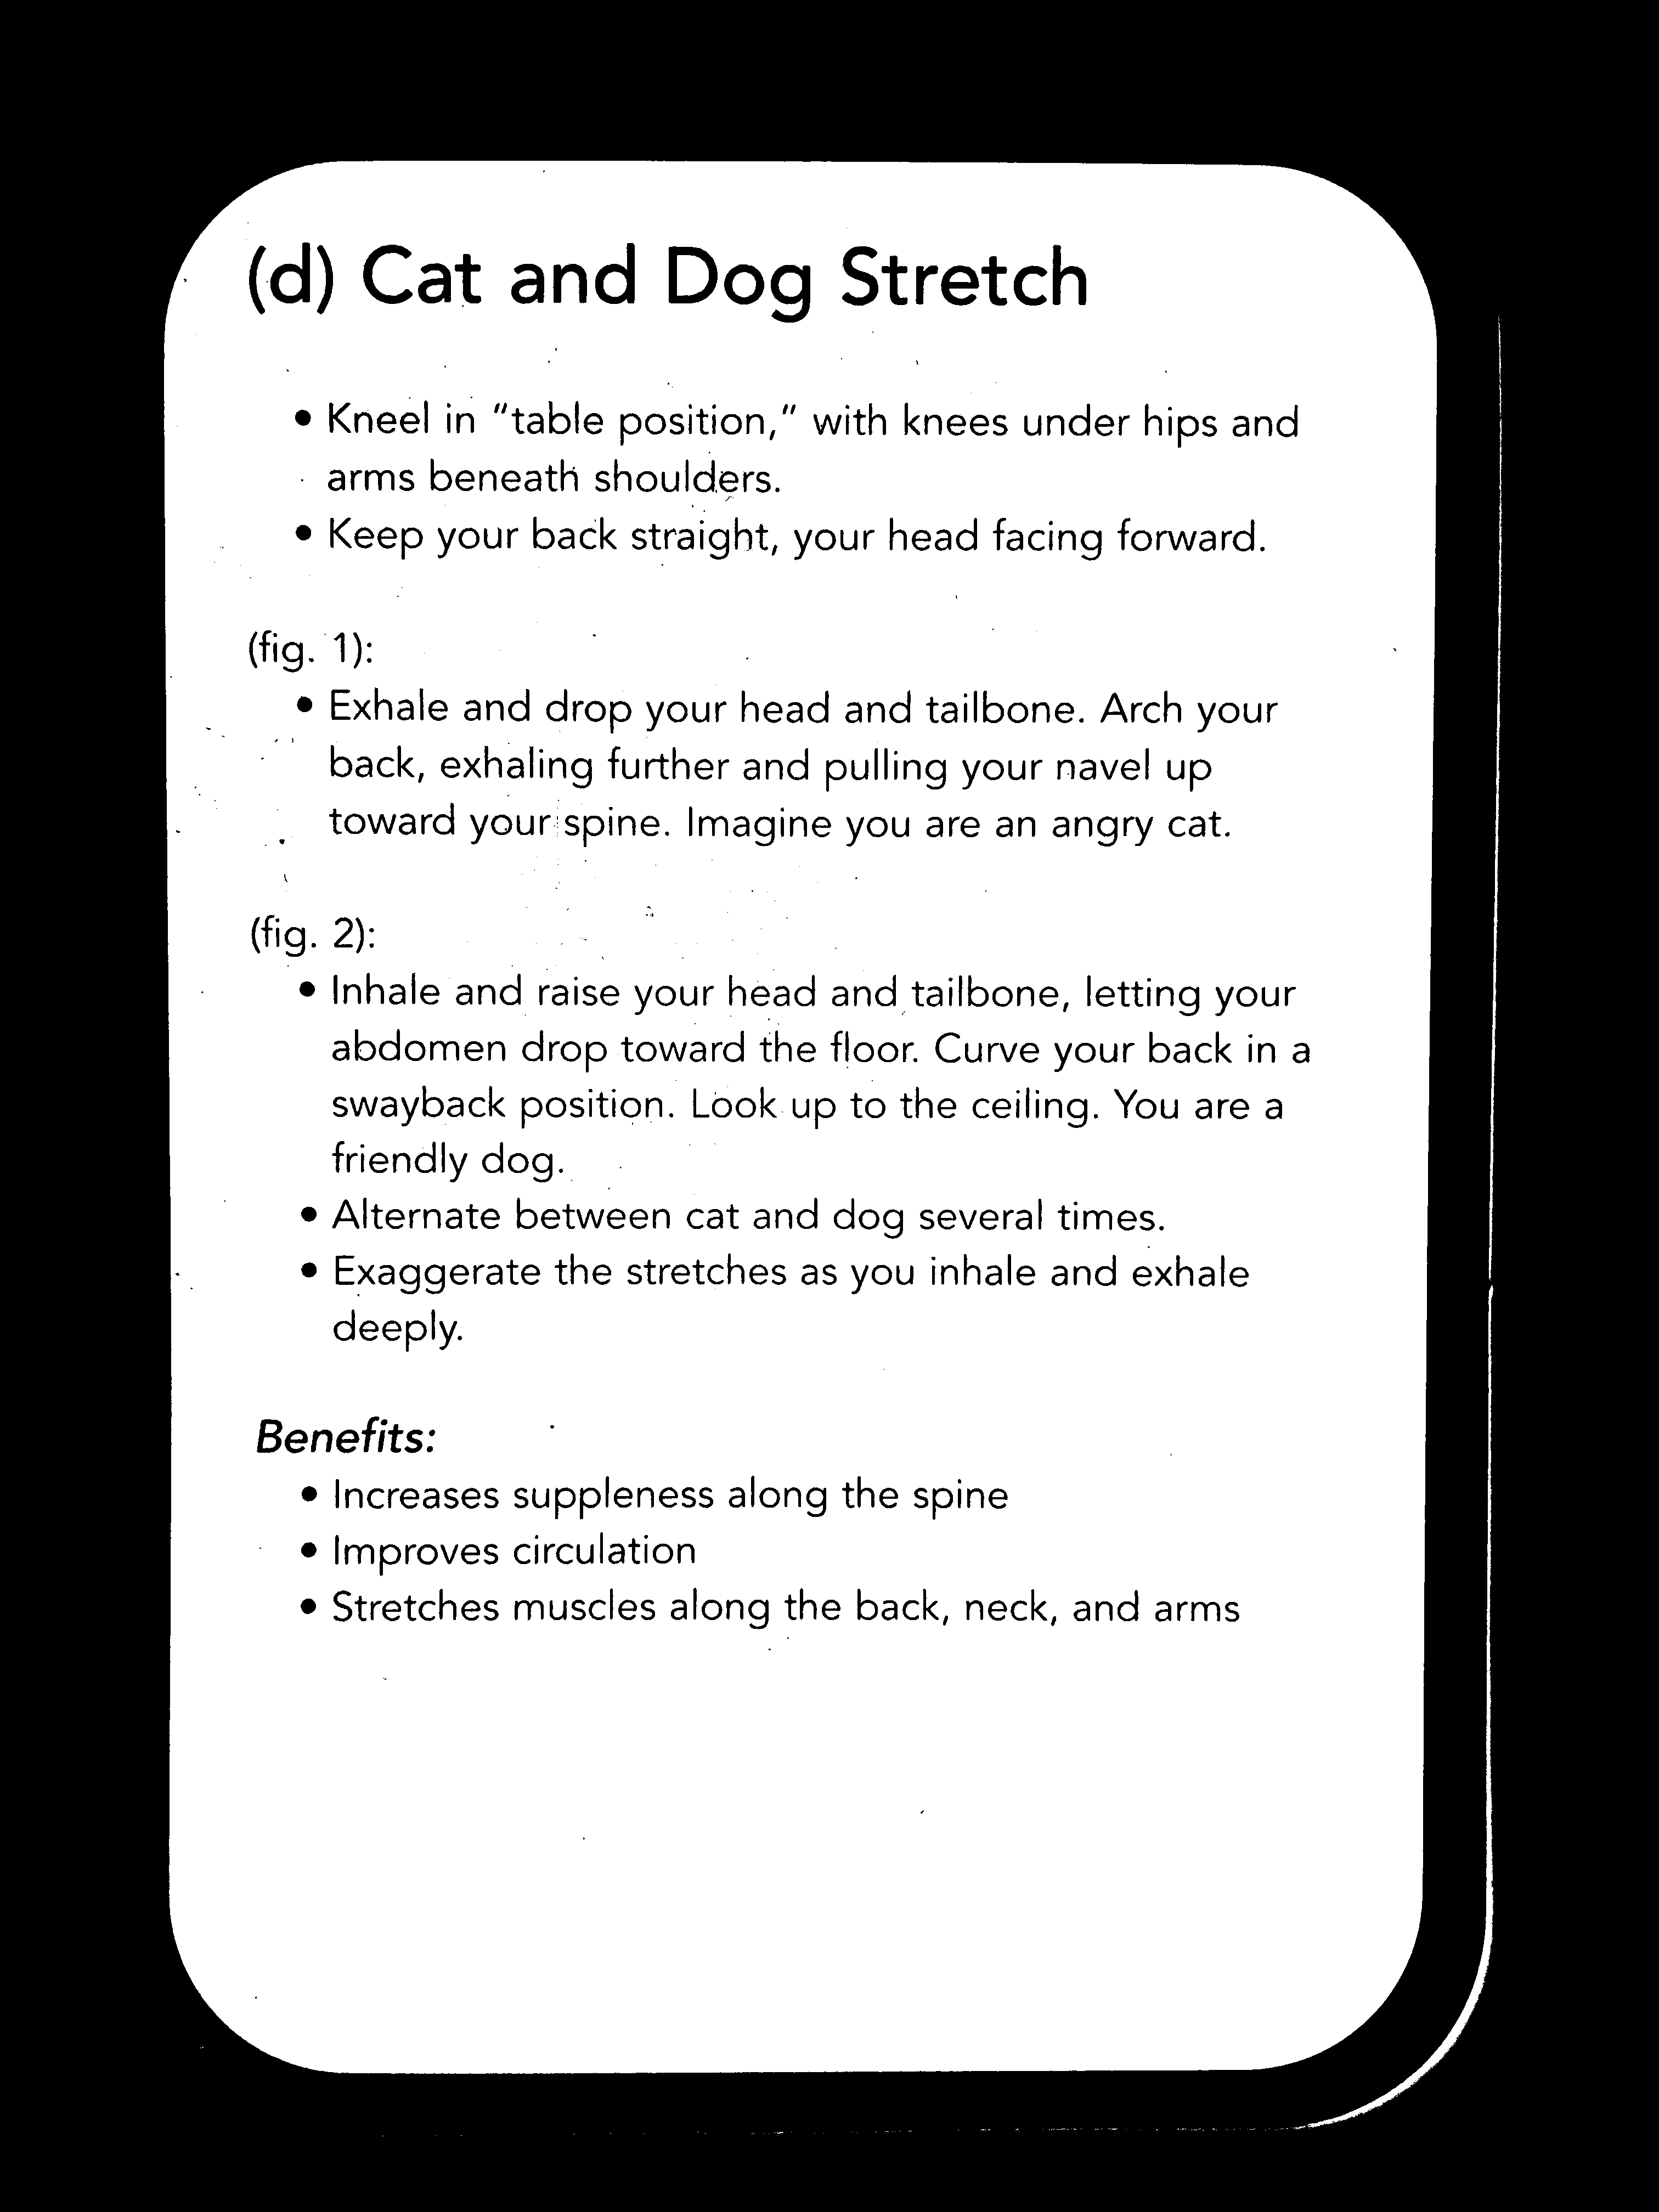 (d) Cat and Dog Stretch
• Kneel in "table position," with knees under hips and
arms beneath shoulders.
• Keep your back straight, your head facing forward.
(fig. 1):
• Exhale and drop your head and tailbone. Arch your
back, exhaling further and pulling your navel up
toward your spine. Imagine you are an angry cat.
(fig. 2):
• Inhale and raise your head and tailbone, letting your
abdomen drop toward the floor. Curve your back in a
swayback position. Look up to the ceiling. You are a
friendly dog.
• Alternate between cat and dog several times.
• Exaggerate the stretches as you inhale and exhale
deeply.
Benefits:
• Increases suppleness along the spine
• Improves circulation
• Stretches muscles along the back, neck, and arms